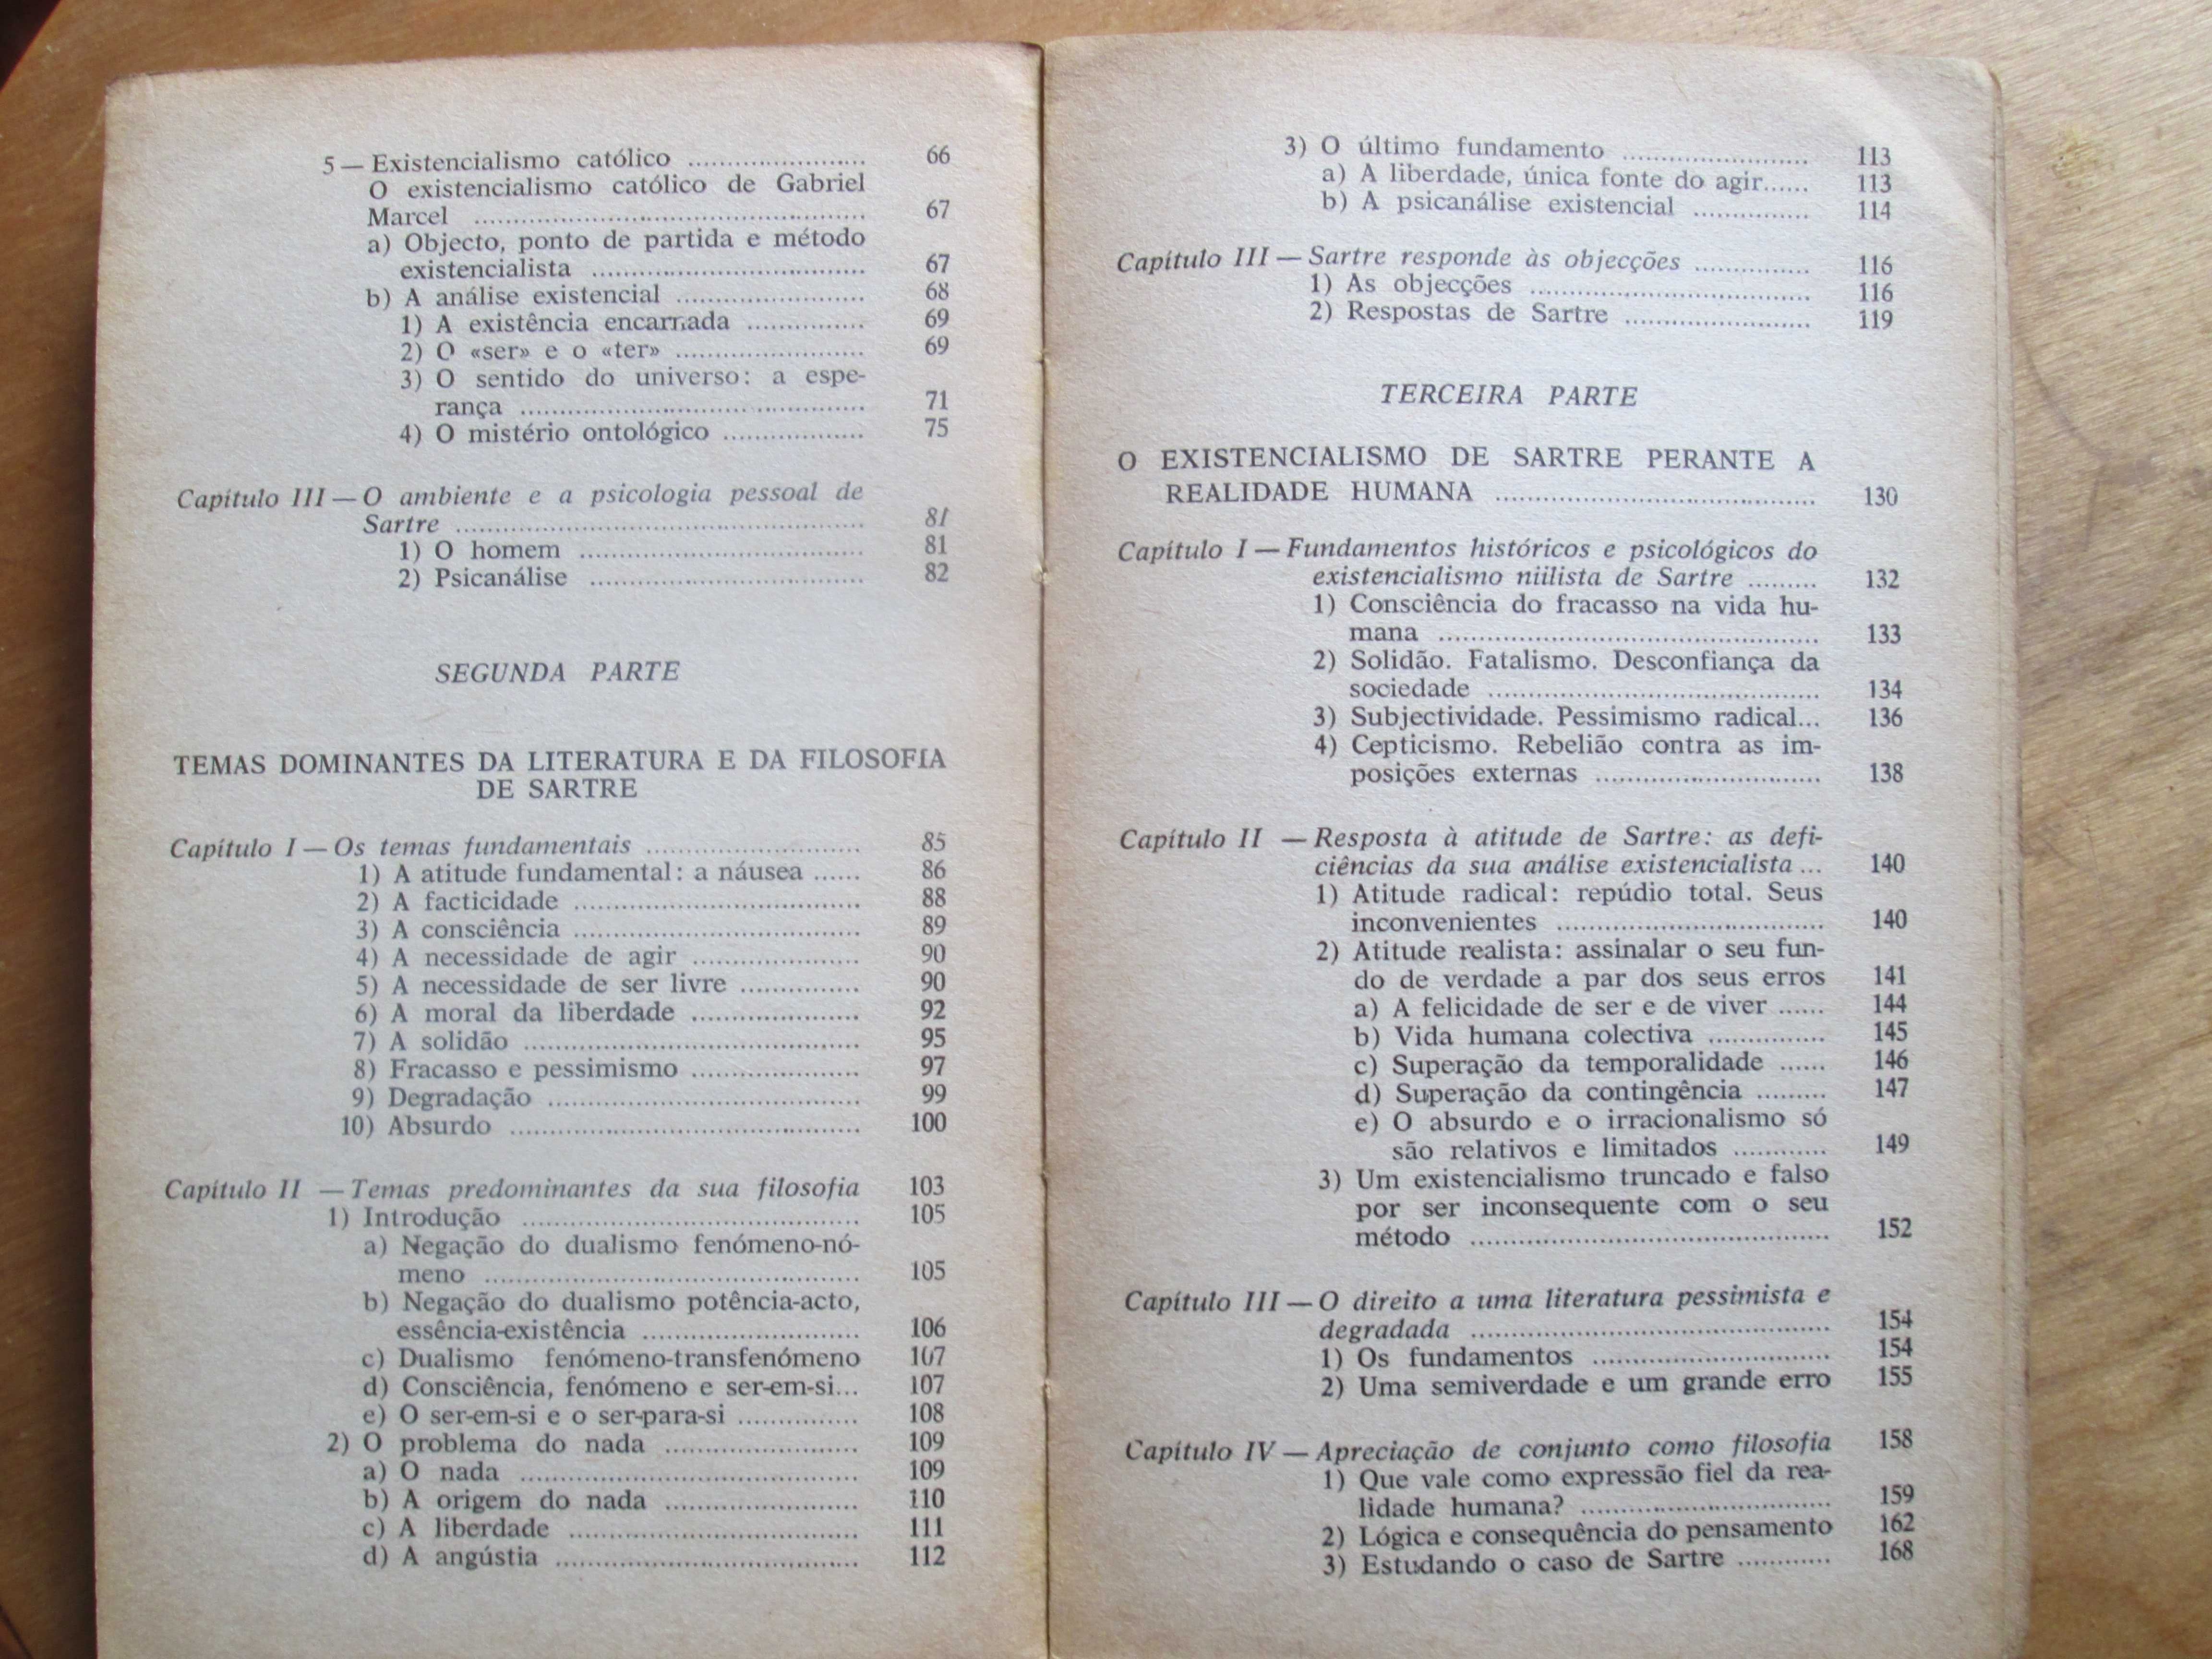 5 — Existencialismo católico ........................ 66
O existencialismo católico de Gabriel
Marcel ........................ 67
a) Objecto, ponto de partida e método
existencialista ........................ 67
b) A análise existencial ........................ 68
1) A existência encarnada ............... 69
2) O «ser» e o «ter» ........................ 69
3) O sentido do universo: a espe-
rança ........................ 71
4) O mistério ontológico .................. 75
Capítulo III — O ambiente e a psicologia pessoal de
Sartre ........................ 81
1) O homem ........................ 81
2) Psicanálise ........................ 82
SEGUNDA PARTE
TEMAS DOMINANTES DA LITERATURA E DA FILOSOFIA
DE SARTRE
Capítulo I — Os temas fundamentais ........................ 85
1) A atitude fundamental: a náusea ...... 86
2) A facticidade ........................ 88
3) A consciência ........................ 89
4) A necessidade de agir ..................... 90
5) A necessidade de ser livre ............... 90
6) A moral da liberdade ..................... 92
7) A solidão ........................ 95
8) Fracasso e pessimismo ..................... 97
9) Degradação ........................ 99
10) Absurdo ........................ 100
Capítulo II — Temas predominantes da sua filosofia 103
1) Introdução ........................ 105
a) Negação do dualismo fenómeno-nó-
meno ........................ 105
b) Negação do dualismo potência-acto,
essência-existência ........................ 106
c) Dualismo fenómeno-transfenómeno 107
d) Consciência, fenómeno e ser-em-si... 107
e) O ser-em-si e o ser-para-si ............... 108
2) O problema do nada ........................ 109
a) O nada ........................ 109
b) A origem do nada ........................ 110
c) A liberdade ........................ 111
d) A angústia ........................ 112
3) O último fundamento ........................ 113
a) A liberdade, única fonte do agir...... 113
b) A psicanálise existencial ............... 114
Capítulo III — Sartre responde às objecções ............... 116
1) As objecções ........................ 116
2) Respostas de Sartre ........................ 119
TERCEIRA PARTE
O EXISTENCIALISMO DE SARTRE PERANTE A
REALIDADE HUMANA ........................ 130
Capítulo I — Fundamentos históricos e psicológicos do
existencialismo niilista de Sartre ......... 132
1) Consciência do fracasso na vida hu-
mana ........................ 133
2) Solidão. Fatalismo. Desconfiança da
sociedade ........................ 134
3) Subjectividade. Pessimismo radical... 136
4) Cepticismo. Rebelião contra as im-
posições externas ........................ 138
Capítulo II — Resposta à atitude de Sartre: as defi-
ciências da sua análise existencialista ... 140
1) Atitude radical: repúdio total. Seus
inconvenientes ........................ 140
2) Atitude realista: assinalar o seu fun-
do de verdade a par dos seus erros 141
a) A felicidade de ser e de viver ...... 144
b) Vida humana colectiva ............... 145
c) Superação da temporalidade ...... 146
d) Superação da contingência ......... 147
e) O absurdo e o irracionalismo só
são relativos e limitados ............ 149
3) Um existencialismo truncado e falso
por ser inconsequente com o seu
método ........................ 152
Capítulo III — O direito a uma literatura pessimista e
degradada ........................ 154
1) Os fundamentos ........................ 154
2) Uma semiverdade e um grande erro 155
Capítulo IV — Apreciação de conjunto como filosofia 158
1) Que vale como expressão fiel da rea-
lidade humana? ........................ 159
2) Lógica e consequência do pensamento 162
3) Estudando o caso de Sartre ............ 168